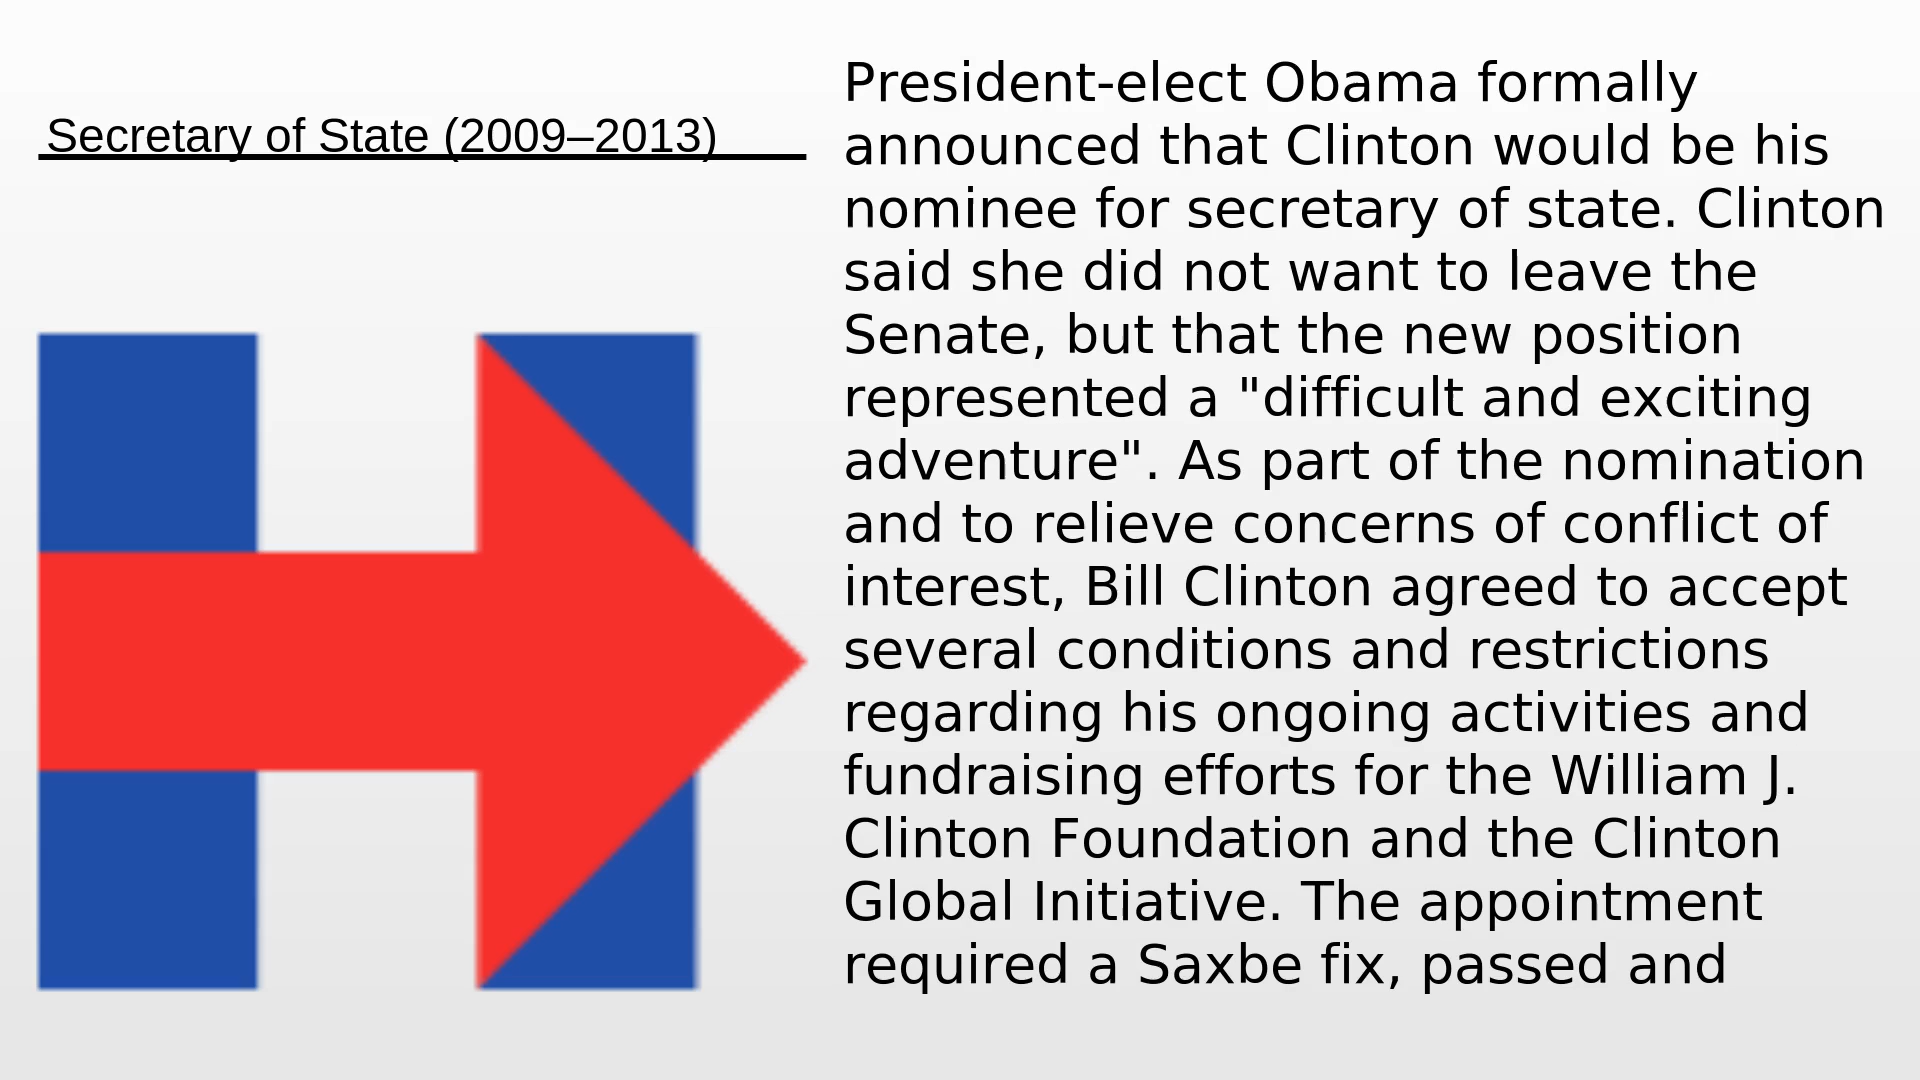 Secretary of State (2009–2013)
President-elect Obama formally
announced that Clinton would be his
nominee for secretary of state. Clinton
said she did not want to leave the
Senate, but that the new position
represented a "difficult and exciting
adventure". As part of the nomination
and to relieve concerns of conflict of
interest, Bill Clinton agreed to accept
several conditions and restrictions
regarding his ongoing activities and
fundraising efforts for the William J.
Clinton Foundation and the Clinton
Global Initiative. The appointment
required a Saxbe fix, passed and